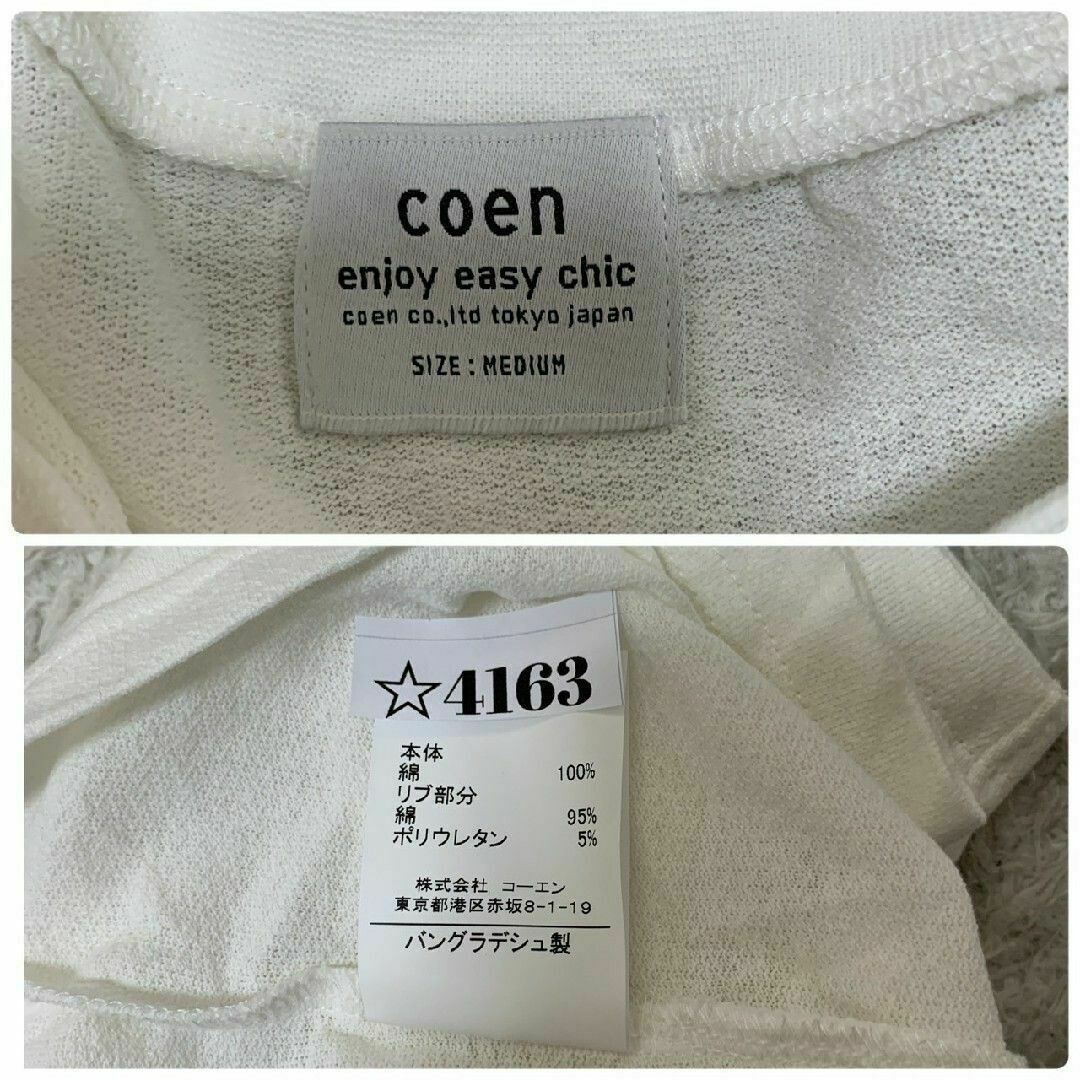 coen
enjoy easy chic
coen co.,ltd tokyo japan
SIZE : MEDIUM
☆4163
本体
綿 100%
リブ部分
綿 95%
ポリウレタン 5%
株式会社 コーエン
東京都港区赤坂8-1-19
バングラデシュ製